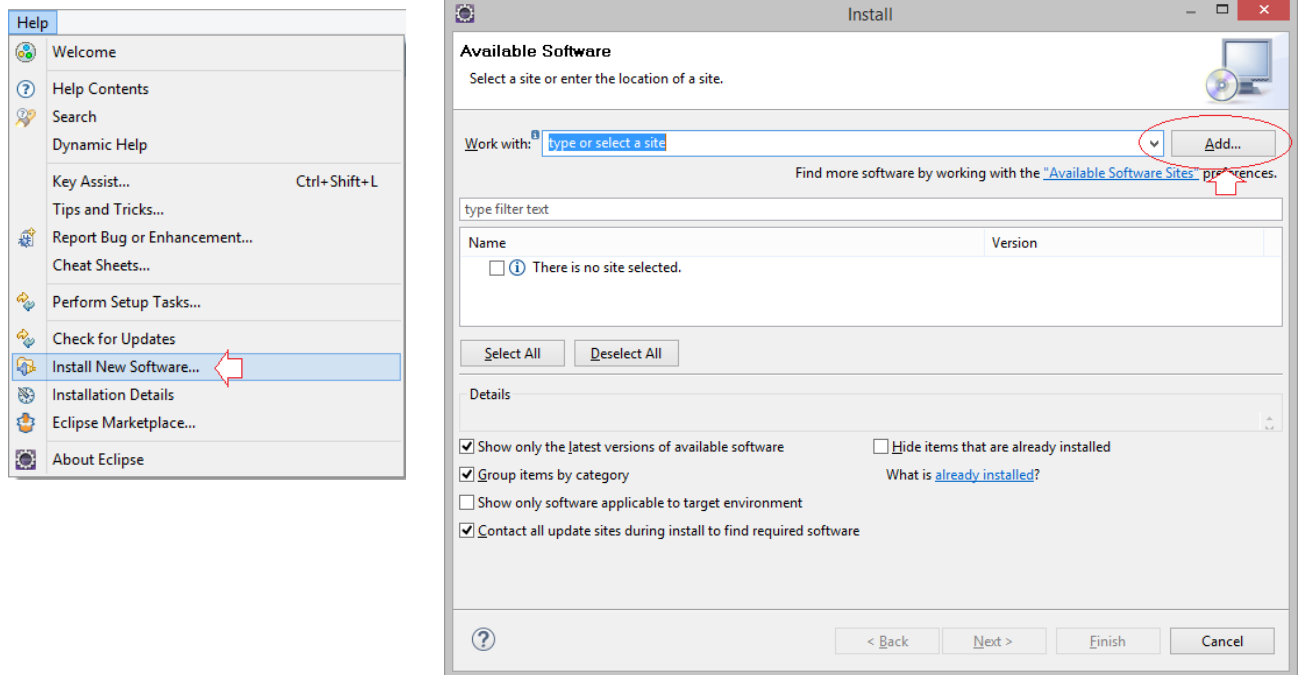 Help
Welcome
Help Contents
Search
Dynamic Help
Key Assist... Ctrl+Shift+L
Tips and Tricks...
Report Bug or Enhancement...
Cheat Sheets...
Perform Setup Tasks...
Check for Updates
Install New Software...
Installation Details
Eclipse Marketplace...
About Eclipse
Install
Available Software
Select a site or enter the location of a site.
Work with: type or select a site Add...
Find more software by working with the "Available Software Sites" preferences.
type filter text
Name Version
There is no site selected.
Select All Deselect All
Details
Show only the latest versions of available software Hide items that are already installed
Group items by category What is already installed?
Show only software applicable to target environment
Contact all update sites during install to find required software
< Back Next > Finish Cancel